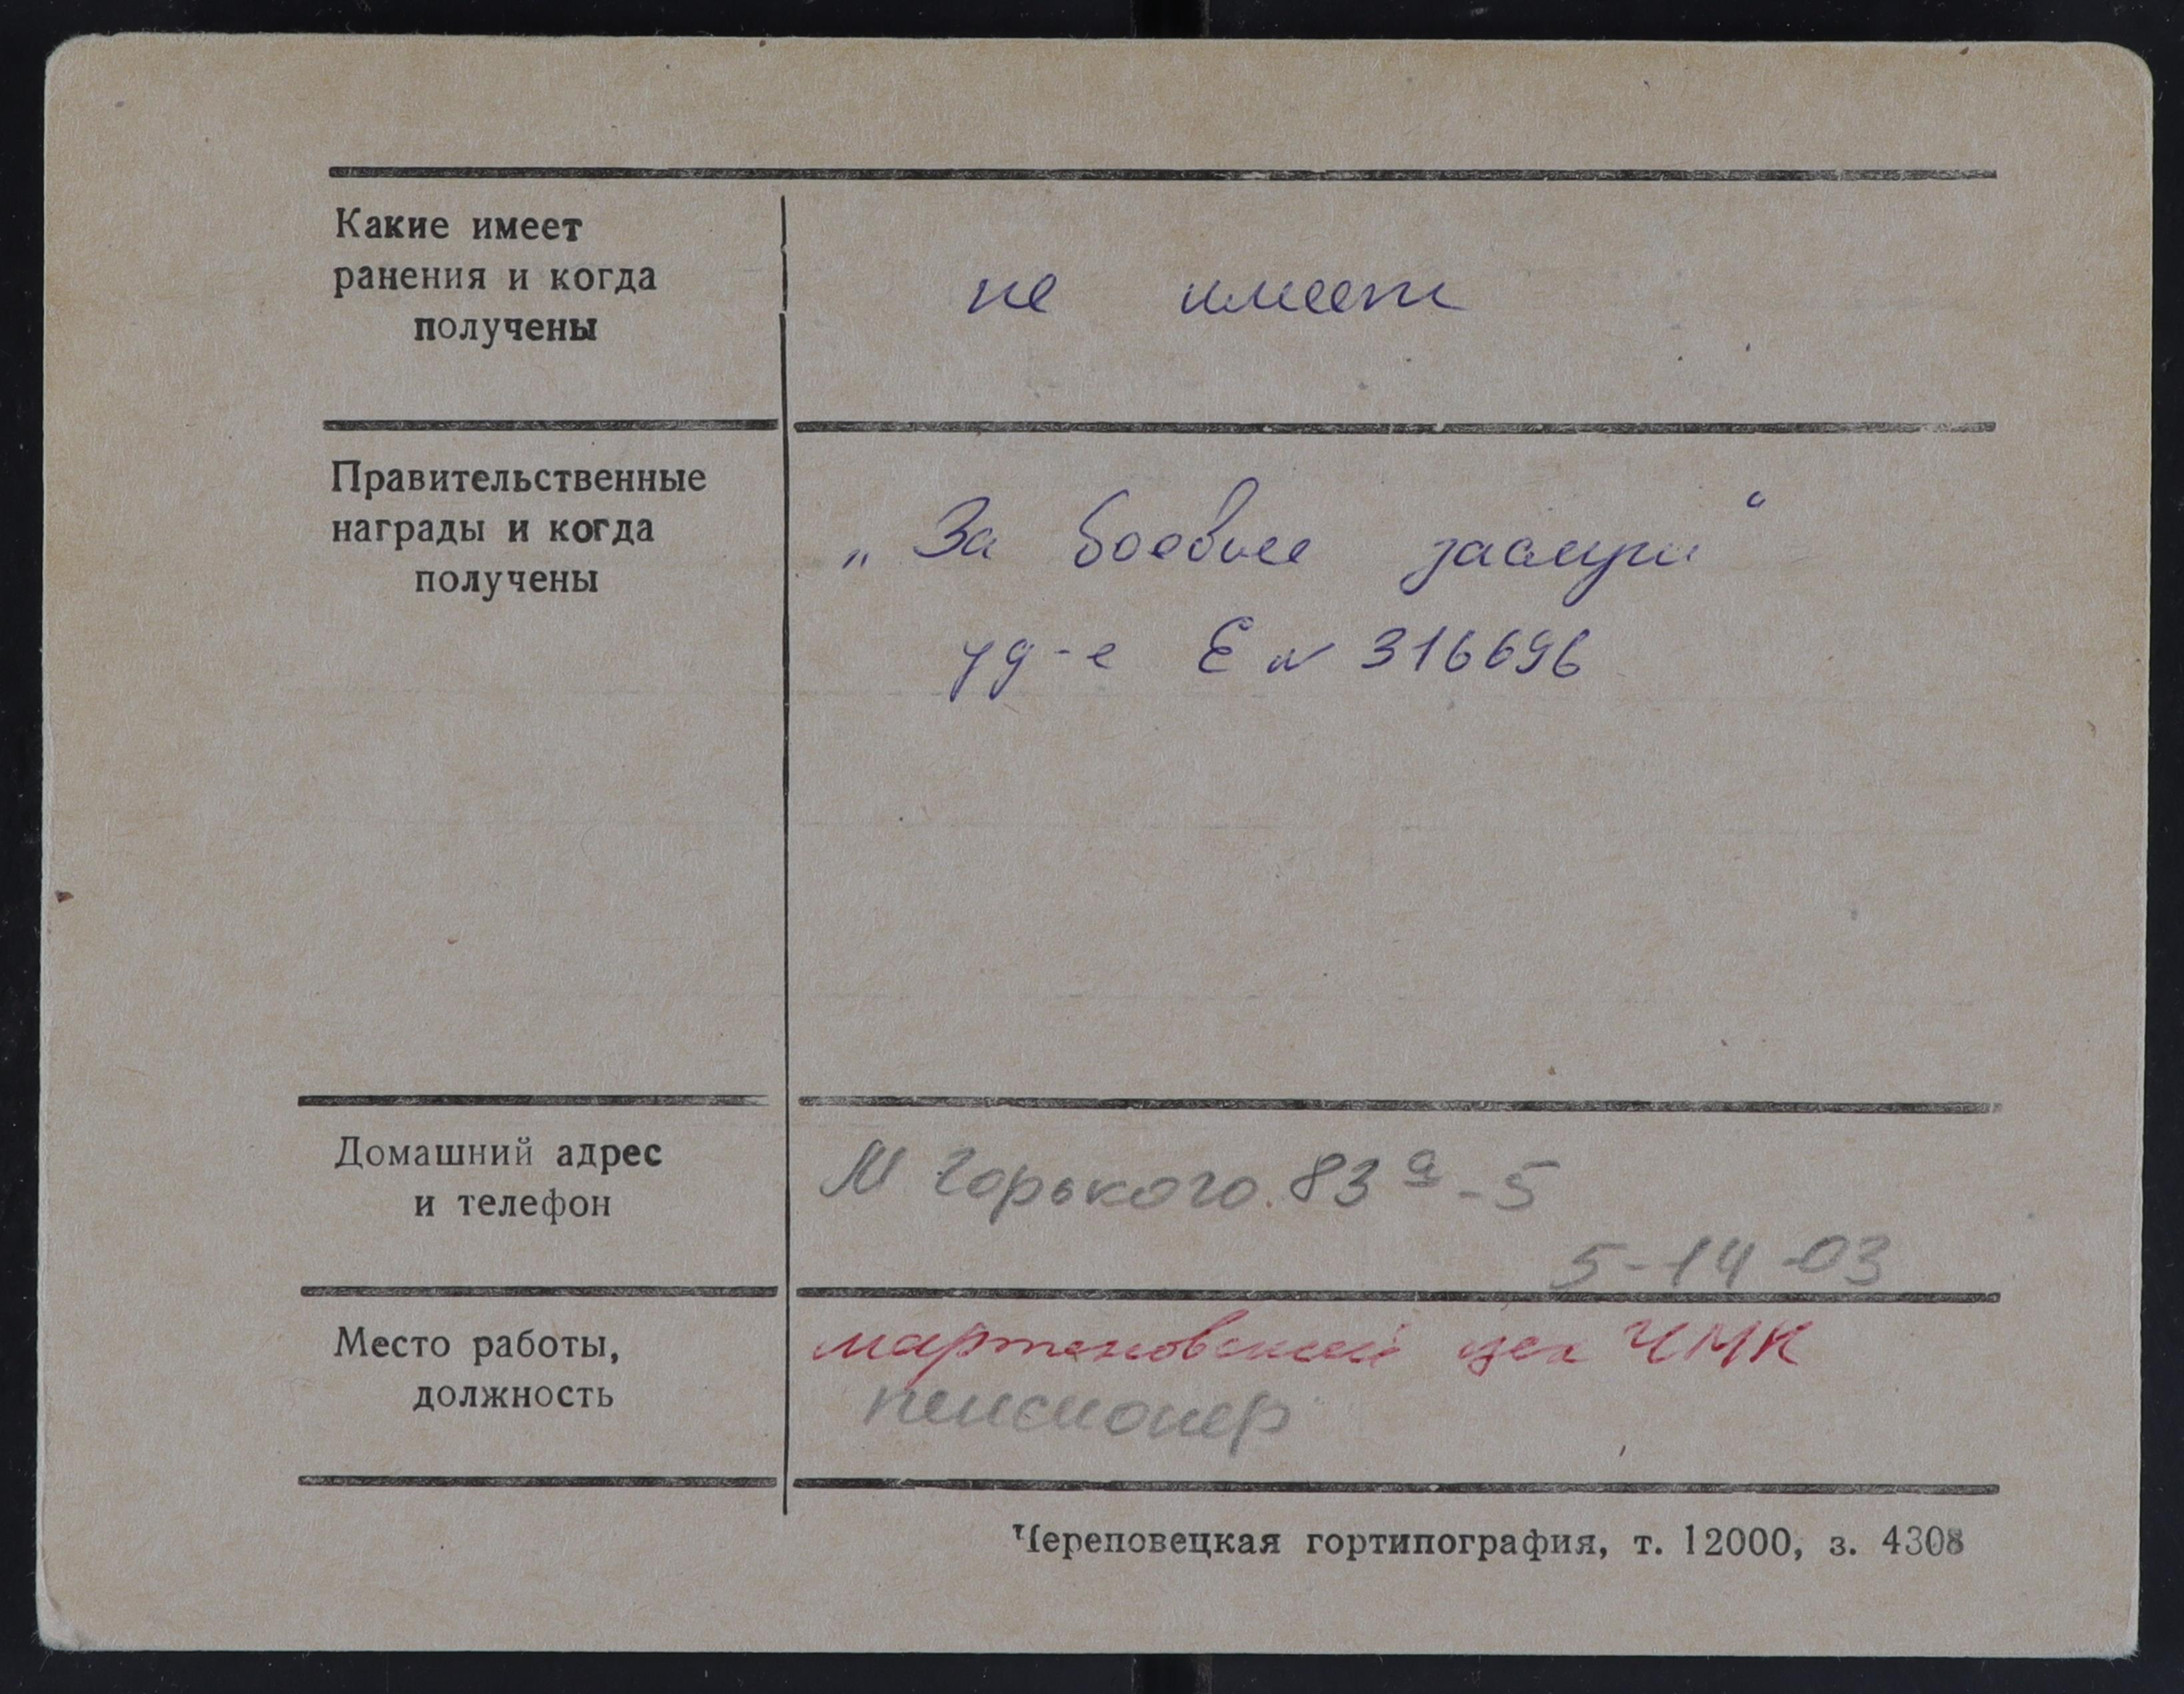 Какие имеет
ранения и когда
получены
не имеет
Правительственные
награды и когда
получены
„За боевые заслуги“
уд-е Е № 316696
Домашний адрес
и телефон
М Горького. 83а-5
5-14-03
Место работы,
должность
мартеновский цех ЧМК
пенсионер
Череповецкая гортипография, т. 12000, з. 4308